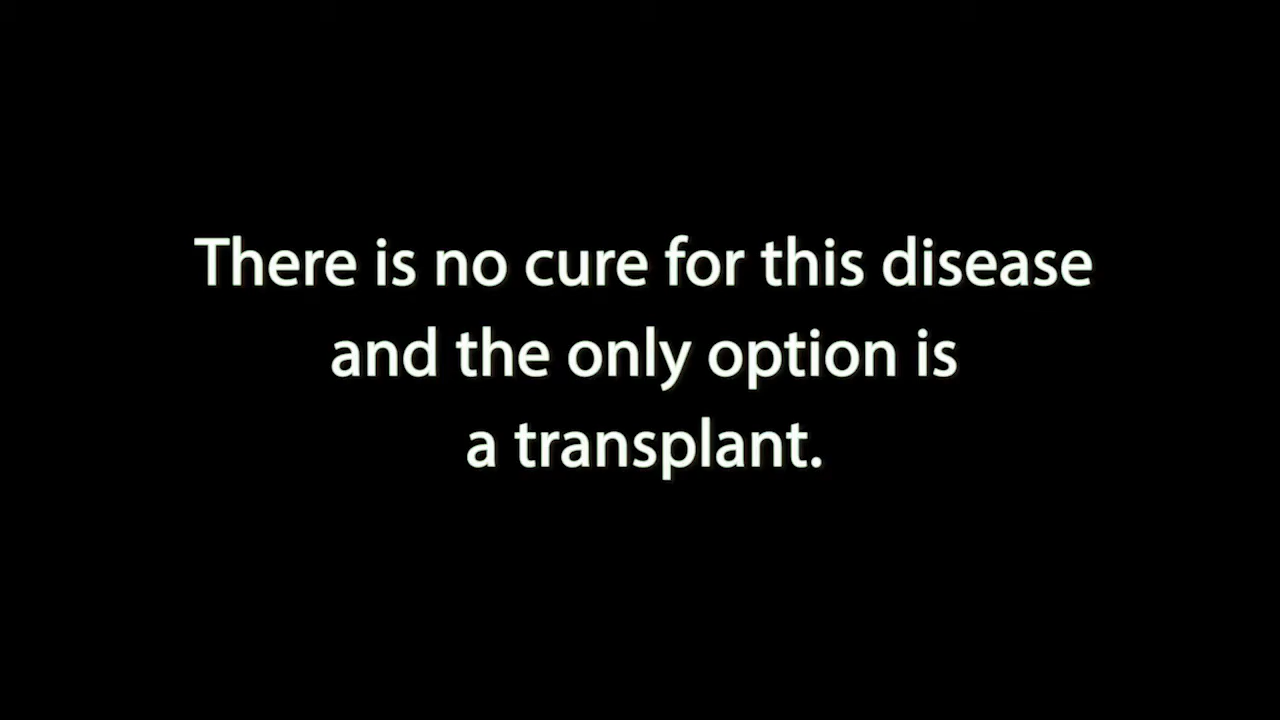 There is no cure for this disease
and the only option is
a transplant.